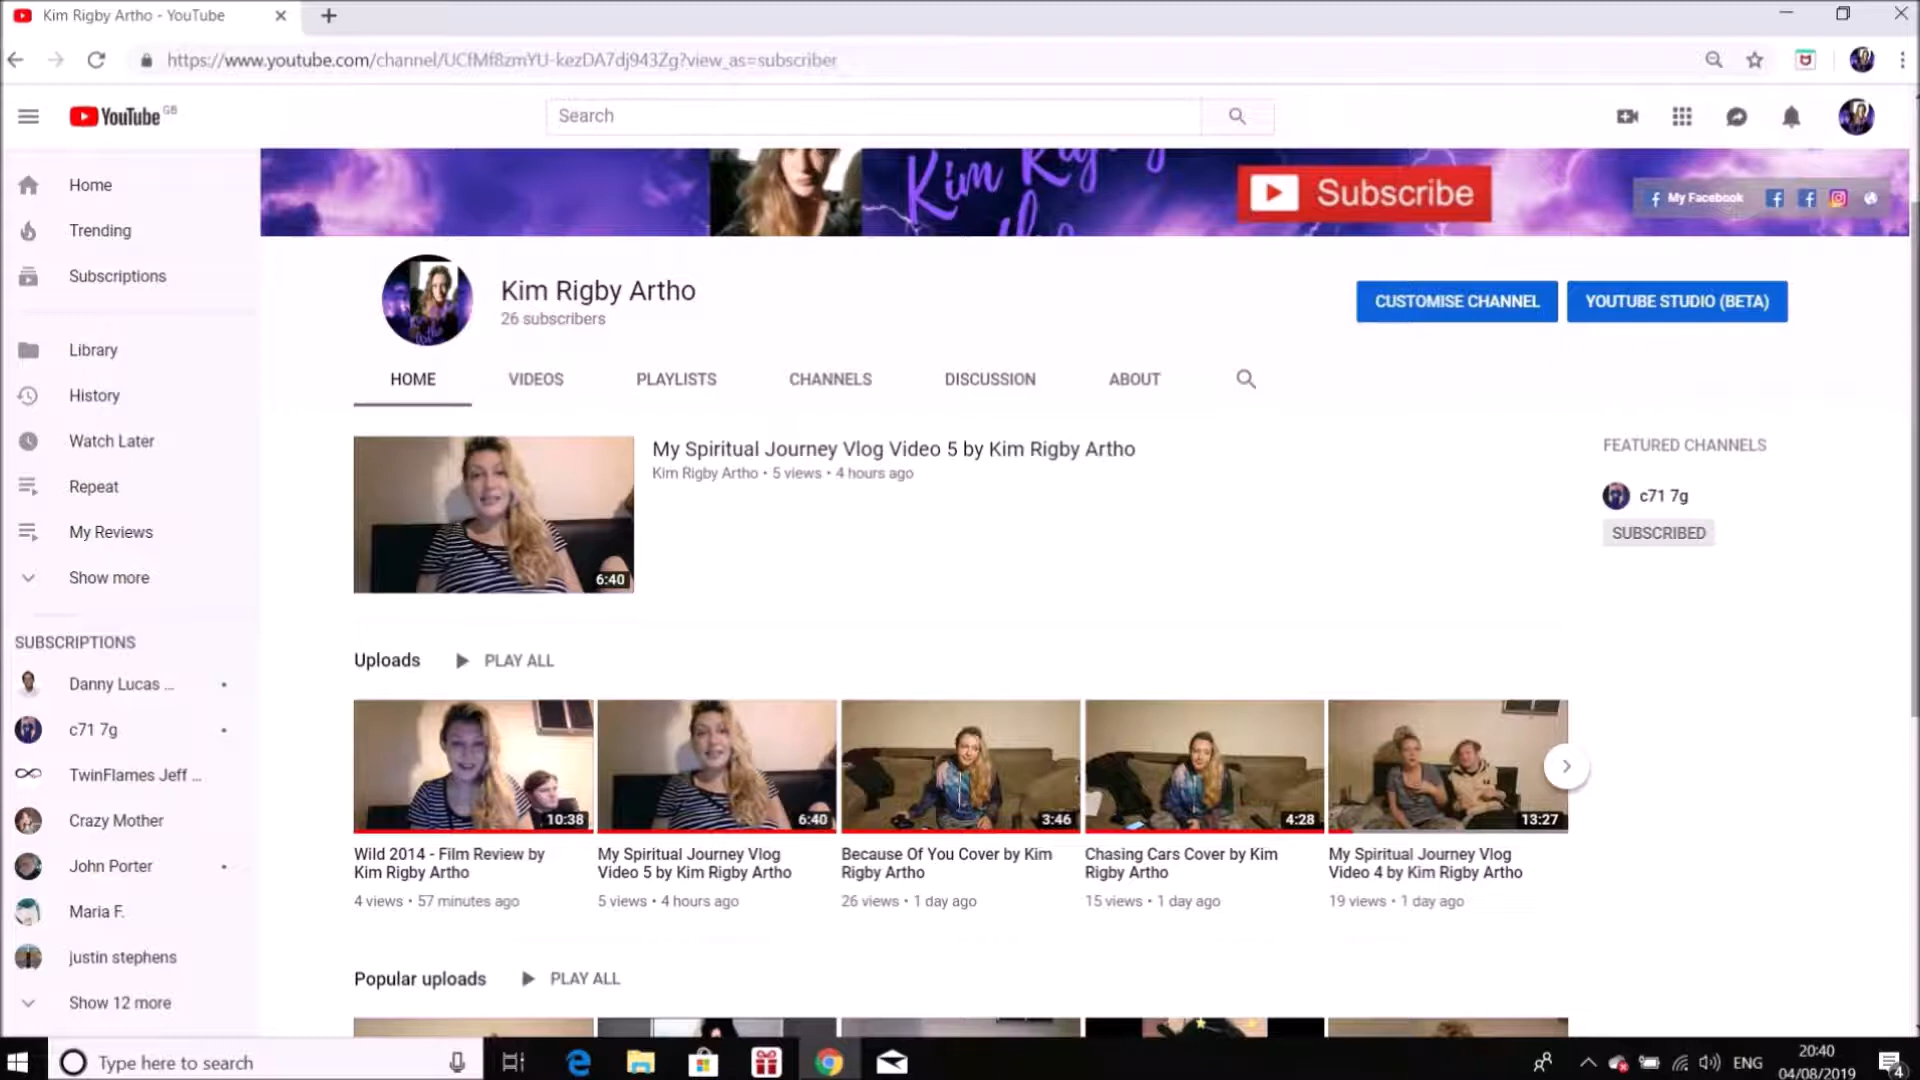 Kim Rigby Artho - YouTube
https://www.youtube.com/channel/UCfMf8zmYU-kezDA7dj943Zg?view_as=subscriber
YouTube GB
Search
Kim Rigby
Subscribe
My Facebook
Home
Trending
Subscriptions
Library
History
Watch Later
Repeat
My Reviews
Show more
SUBSCRIPTIONS
Danny Lucas ...
c71 7g
TwinFlames Jeff ...
Crazy Mother
John Porter
Maria F.
justin stephens
Show 12 more
Kim Rigby Artho
26 subscribers
CUSTOMISE CHANNEL
YOUTUBE STUDIO (BETA)
HOME VIDEOS PLAYLISTS CHANNELS DISCUSSION ABOUT
My Spiritual Journey Vlog Video 5 by Kim Rigby Artho
Kim Rigby Artho • 5 views • 4 hours ago
6:40
FEATURED CHANNELS
c71 7g
SUBSCRIBED
Uploads PLAY ALL
10:38
Wild 2014 - Film Review by
Kim Rigby Artho
4 views • 57 minutes ago
6:40
My Spiritual Journey Vlog
Video 5 by Kim Rigby Artho
5 views • 4 hours ago
3:46
Because Of You Cover by Kim
Rigby Artho
26 views • 1 day ago
4:28
Chasing Cars Cover by Kim
Rigby Artho
15 views • 1 day ago
13:27
My Spiritual Journey Vlog
Video 4 by Kim Rigby Artho
19 views • 1 day ago
Popular uploads PLAY ALL
Type here to search
ENG
20:40
04/08/2019
4